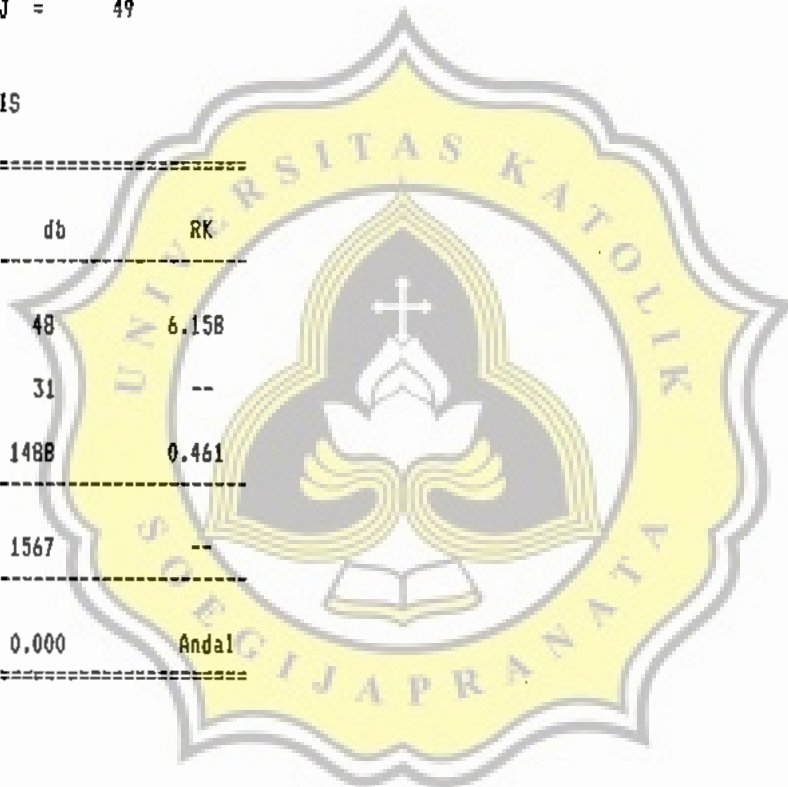 J = 49
IS
db RK
48 6.158
31 --
1488 0.461
1567 --
0.000 Andal
UNIVERSITAS KATOLIK
SOEGIJAPRANATA